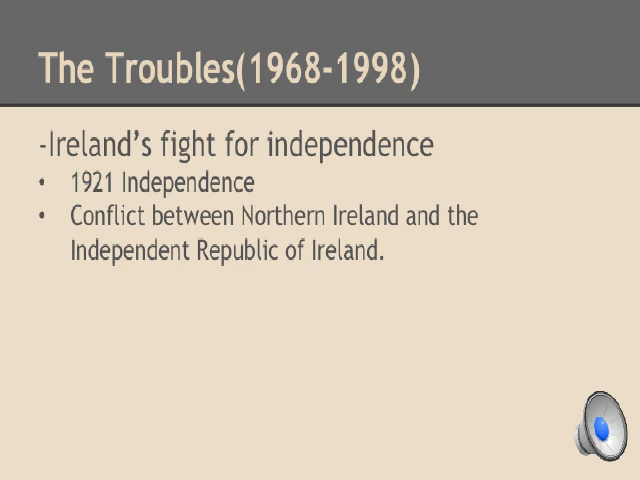 The Troubles(1968-1998)
-Ireland's fight for independence
• 1921 Independence
• Conflict between Northern Ireland and the
Independent Republic of Ireland.